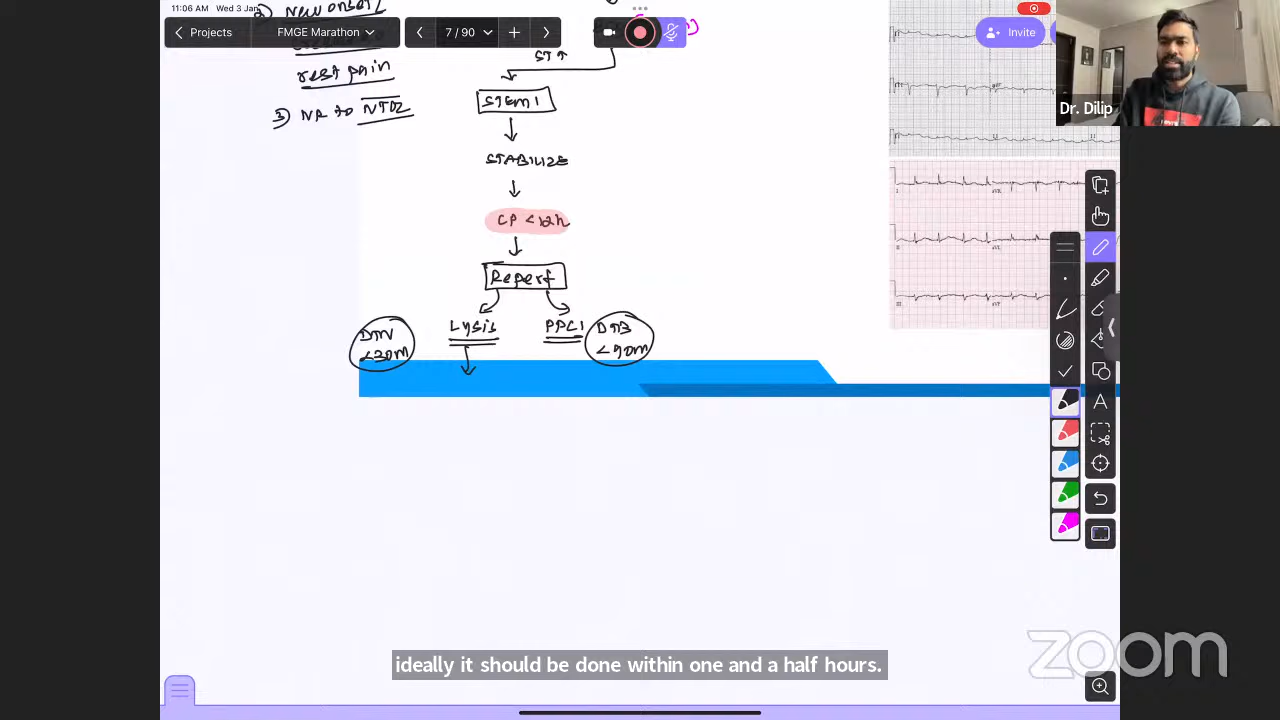 11:06 AM Wed 3 Jan
Projects
FMGE Marathon
7 / 90
Invite
2) New onset /
rest pain
3) NR to NTDZ
ST ↑
STEMI
STABILIZE
CP < 12h
Reperf
Lysis
PPCI
DTN
<30m
DTB
<90m
Dr. Dilip
ideally it should be done within one and a half hours.
zoom